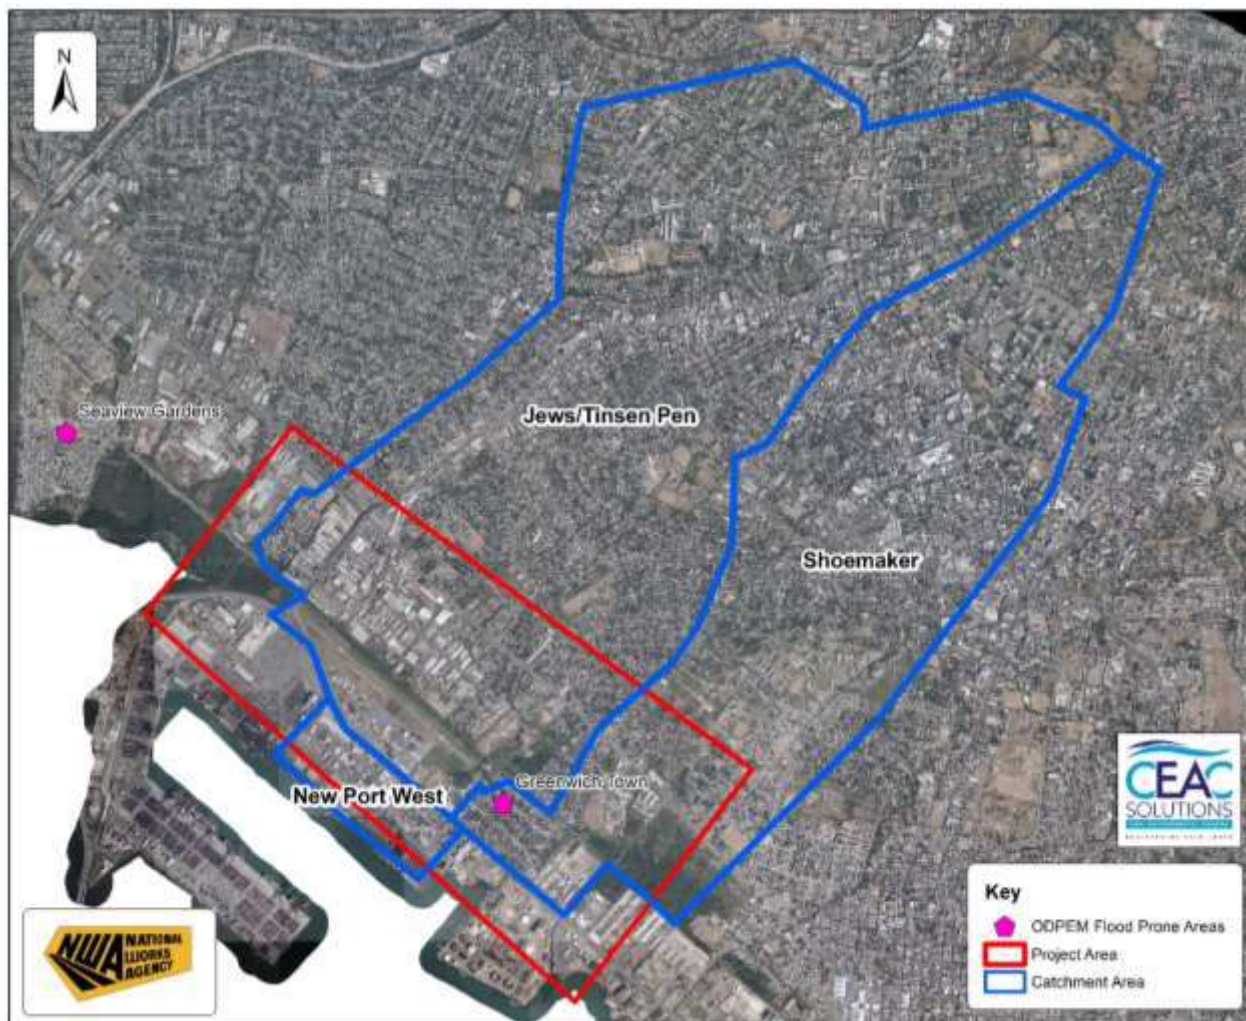 N
Seaview Gardens
Jews/Tinsen Pen
Shoemaker
Greenwich Town
New Port West
CEAC
SOLUTIONS
NWA NATIONAL
WORKS
AGENCY
Key
ODPEM Flood Prone Areas
Project Area
Catchment Area